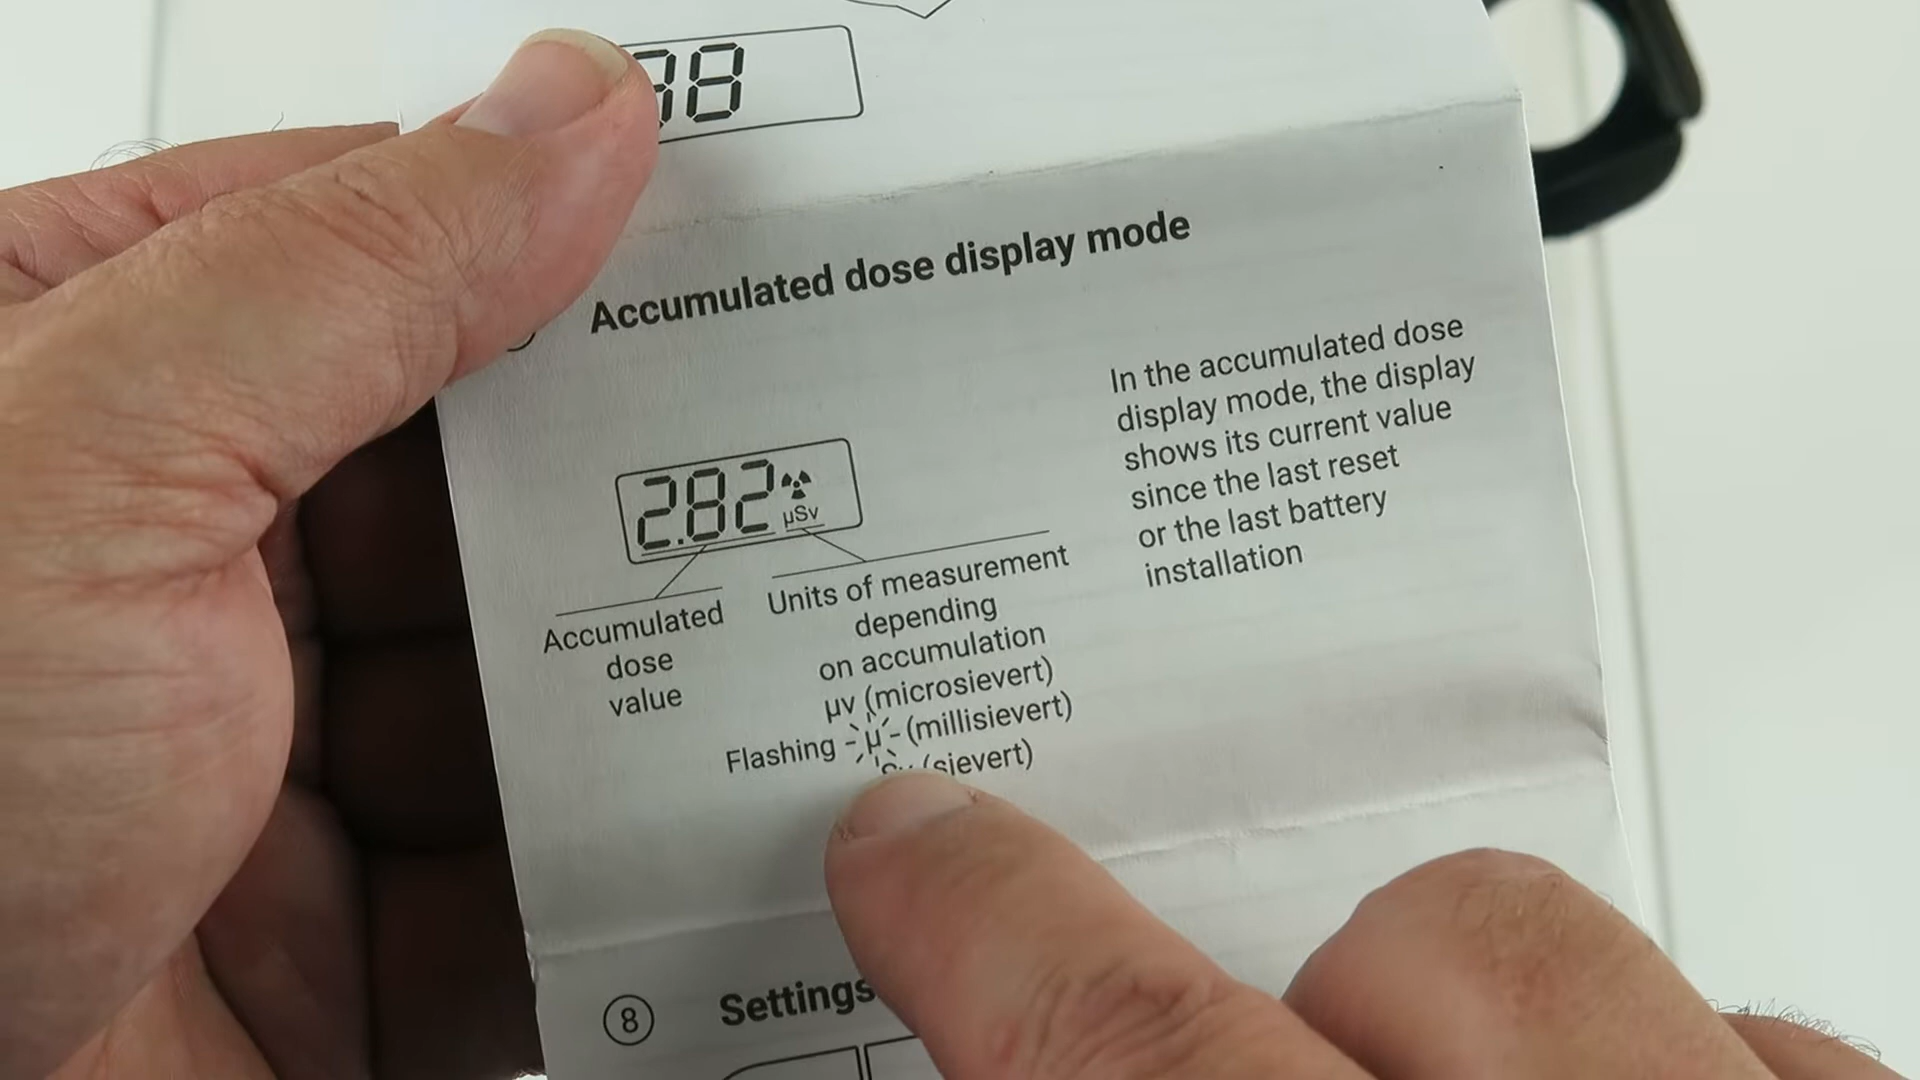 8
Accumulated dose display mode
2.82 µSv
Accumulated
dose
value
Units of measurement
depending
on accumulation
µv (microsievert)
Flashing - µ - (millisievert)
(sievert)
In the accumulated dose
display mode, the display
shows its current value
since the last reset
or the last battery
installation
8 Settings